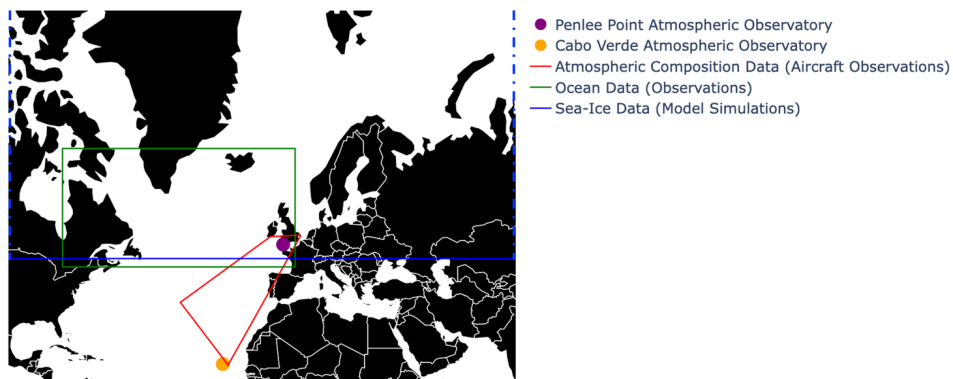 Penlee Point Atmospheric Observatory
Cabo Verde Atmospheric Observatory
Atmospheric Composition Data (Aircraft Observations)
Ocean Data (Observations)
Sea-Ice Data (Model Simulations)